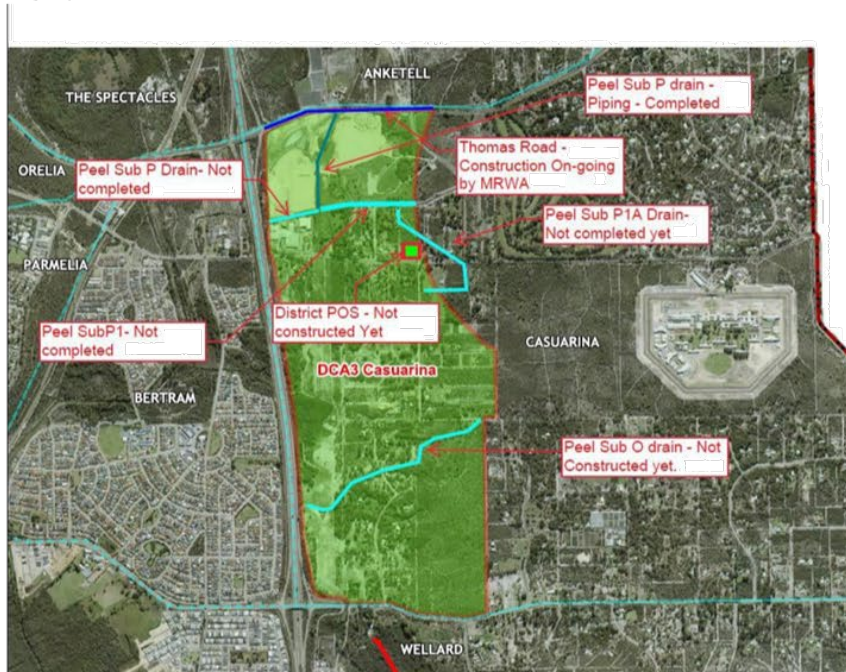 ANKETELL
THE SPECTACLES
Peel Sub P drain -
Piping - Completed
Thomas Road -
Construction On-going
by MRWA
ORELIA
Peel Sub P Drain- Not
completed
Peel Sub P1A Drain-
Not completed yet
PARMELIA
District POS - Not
constructed Yet
Peel SubP1- Not
completed
CASUARINA
DCA3 Casuarina
BERTRAM
Peel Sub O drain - Not
Constructed yet.
WELLARD